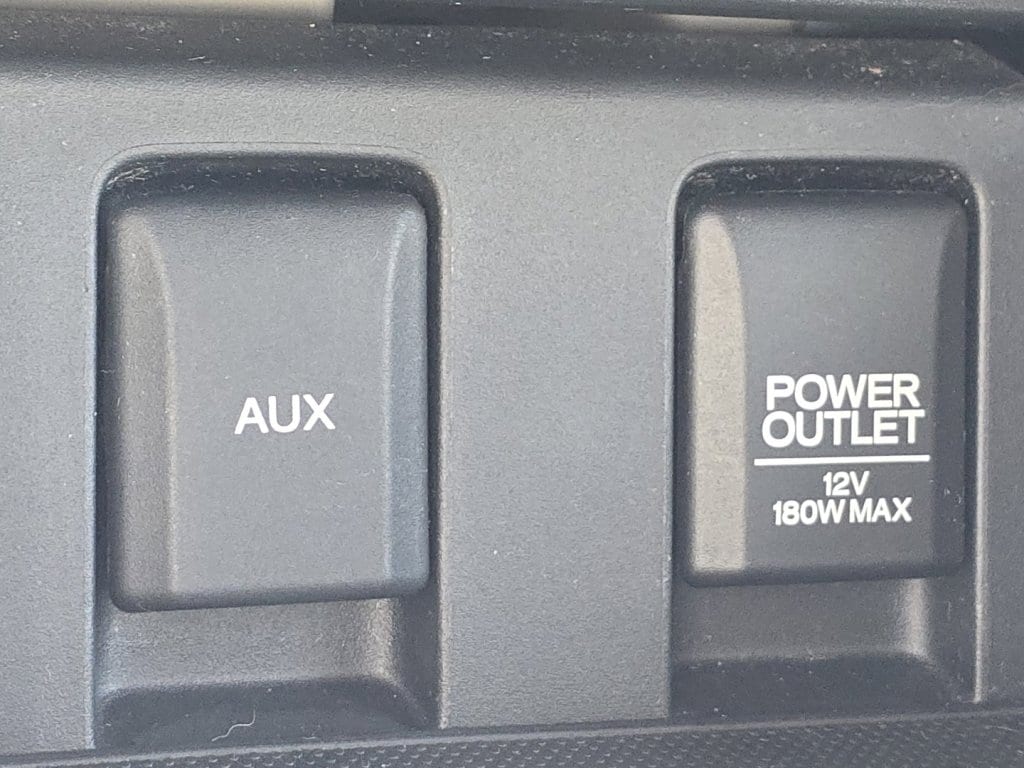 AUX
POWER
OUTLET
12V
180W MAX